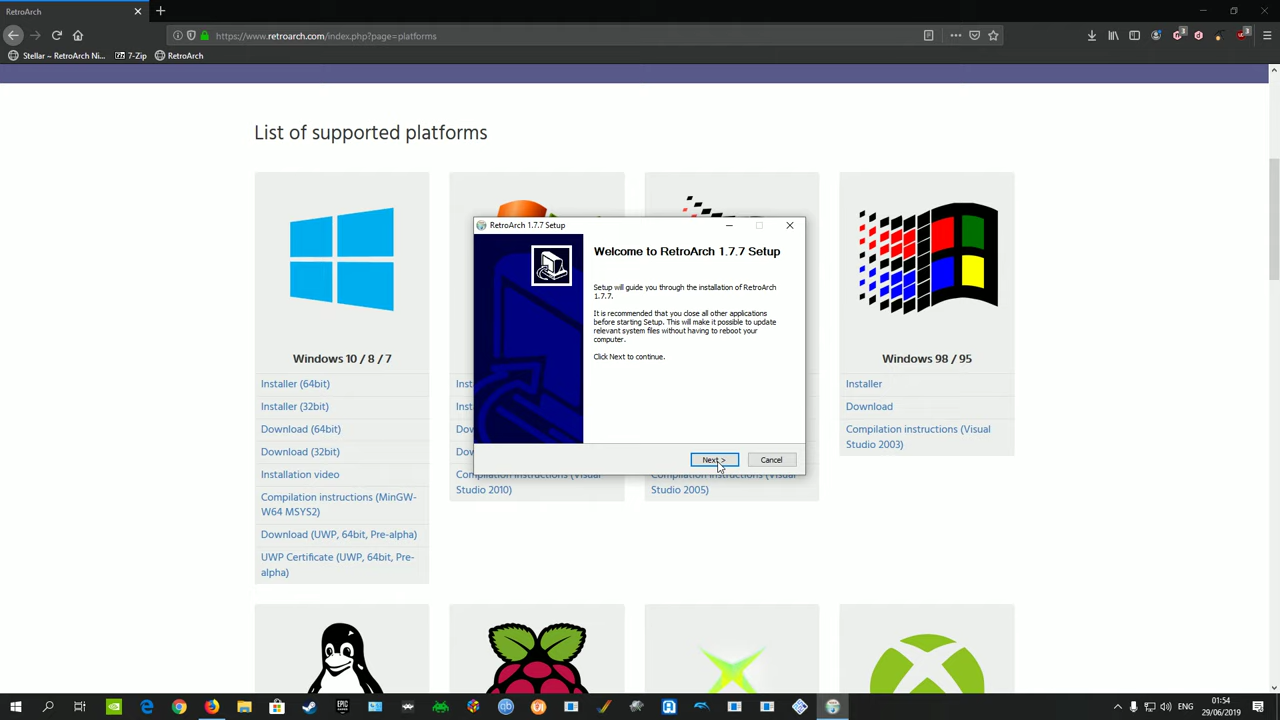 RetroArch
https://www.retroarch.com/index.php?page=platforms
Stellar ~ RetroArch Ni...
7-Zip
RetroArch
List of supported platforms
Windows 10 / 8 / 7
Installer (64bit)
Installer (32bit)
Download (64bit)
Download (32bit)
Installation video
Compilation instructions (MinGW-
W64 MSYS2)
Download (UWP, 64bit, Pre-alpha)
UWP Certificate (UWP, 64bit, Pre-
alpha)
Inst
Inst
Dow
Dow
Compilation instructions (Visual
Studio 2010)
RetroArch 1.7.7 Setup
Welcome to RetroArch 1.7.7 Setup
Setup will guide you through the installation of RetroArch
1.7.7.
It is recommended that you close all other applications
before starting Setup. This will make it possible to update
relevant system files without having to reboot your
computer.
Click Next to continue.
Next >
Cancel
Compilation instructions (Visual
Studio 2005)
Windows 98 / 95
Installer
Download
Compilation instructions (Visual
Studio 2003)
EPIC
01:54
29/06/2019